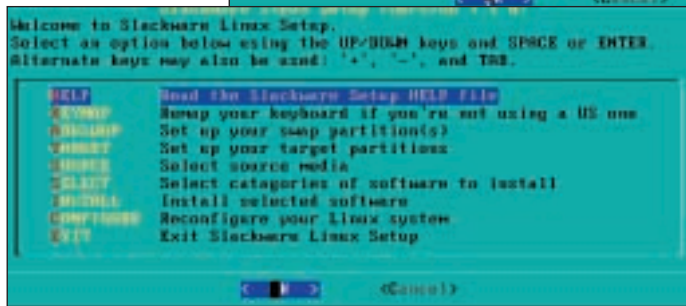 Welcome to Slackware Linux Setup.
Select an option below using the UP/DOWN keys and SPACE or ENTER.
Alternate keys may also be used: '+', '-', and TAB.
HELP Read the Slackware Setup HELP file
KEYMAP Remap your keyboard if you're not using a US one
ADDSWAP Set up your swap partition(s)
TARGET Set up your target partitions
SOURCE Select source media
SELECT Select categories of software to install
INSTALL Install selected software
CONFIGURE Reconfigure your Linux system
EXIT Exit Slackware Linux Setup
< OK > <Cancel>